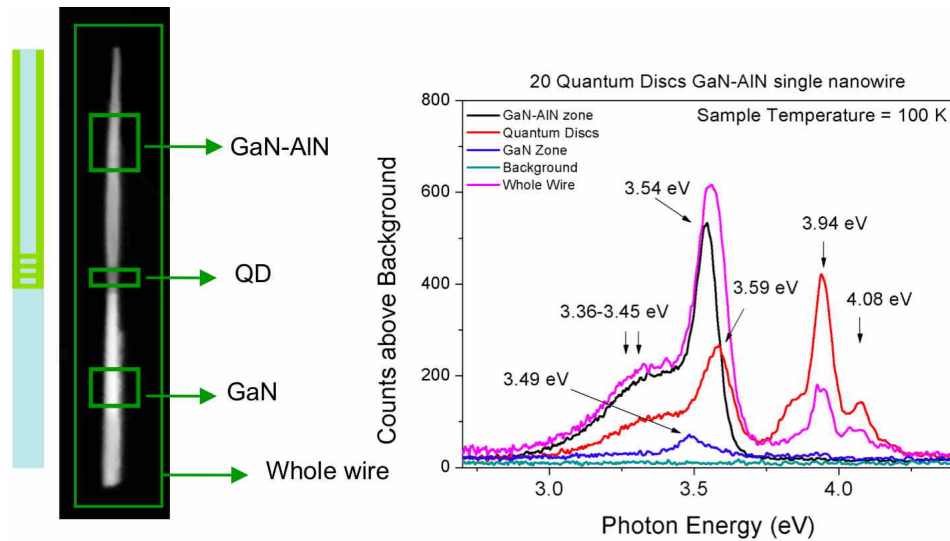 GaN-AlN
QD
GaN
Whole wire
20 Quantum Discs GaN-AlN single nanowire
800
600
400
200
0
Counts above Background
GaN-AlN zone
Quantum Discs
GaN Zone
Background
Whole Wire
Sample Temperature = 100 K
3.54 eV
3.94 eV
3.59 eV
4.08 eV
3.36-3.45 eV
3.49 eV
3.0
3.5
4.0
Photon Energy (eV)